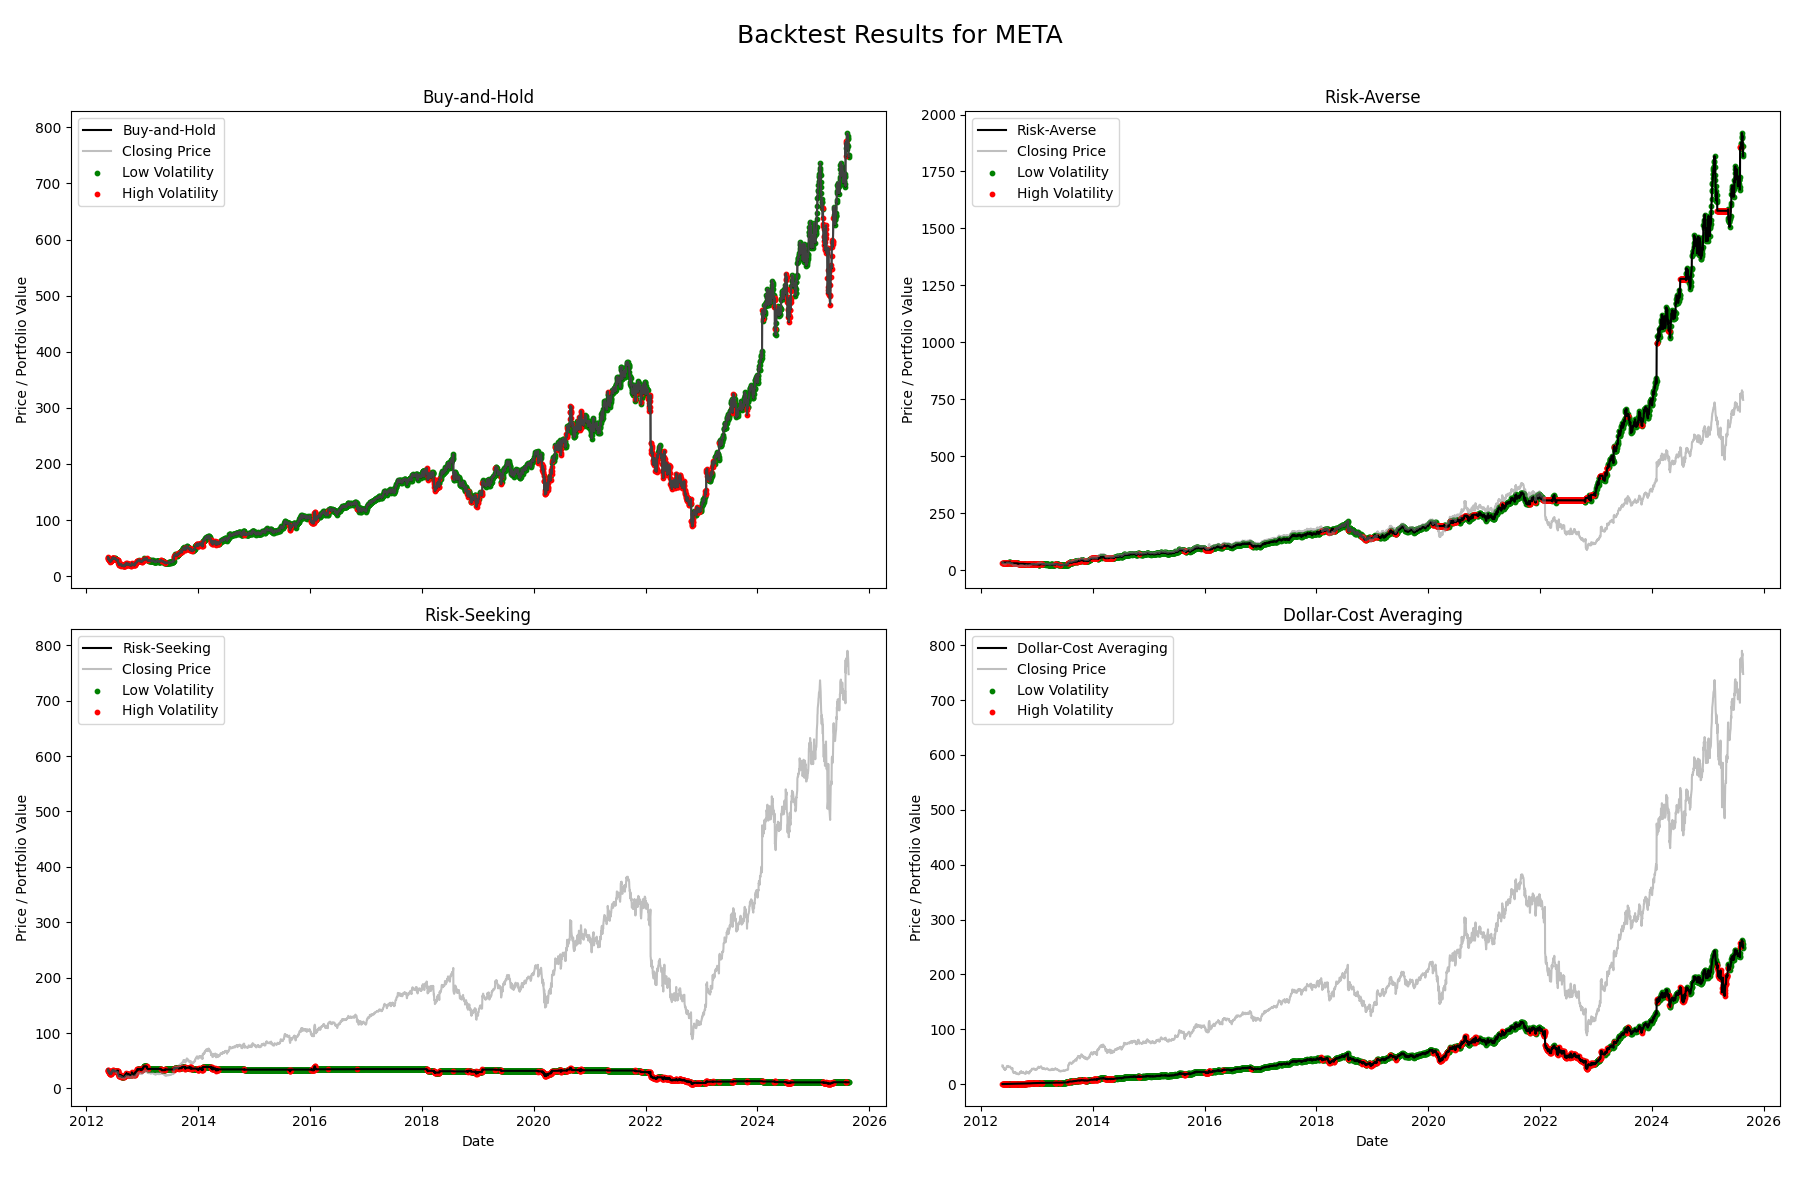 Backtest Results for META
Buy-and-Hold
Price / Portfolio Value
800
700
600
500
400
300
200
100
0
Buy-and-Hold
Closing Price
Low Volatility
High Volatility
Risk-Averse
Price / Portfolio Value
2000
1750
1500
1250
1000
750
500
250
0
Risk-Averse
Closing Price
Low Volatility
High Volatility
Risk-Seeking
Price / Portfolio Value
800
700
600
500
400
300
200
100
0
Risk-Seeking
Closing Price
Low Volatility
High Volatility
2012 2014 2016 2018 2020 2022 2024 2026
Date
Dollar-Cost Averaging
Price / Portfolio Value
800
700
600
500
400
300
200
100
0
Dollar-Cost Averaging
Closing Price
Low Volatility
High Volatility
2012 2014 2016 2018 2020 2022 2024 2026
Date